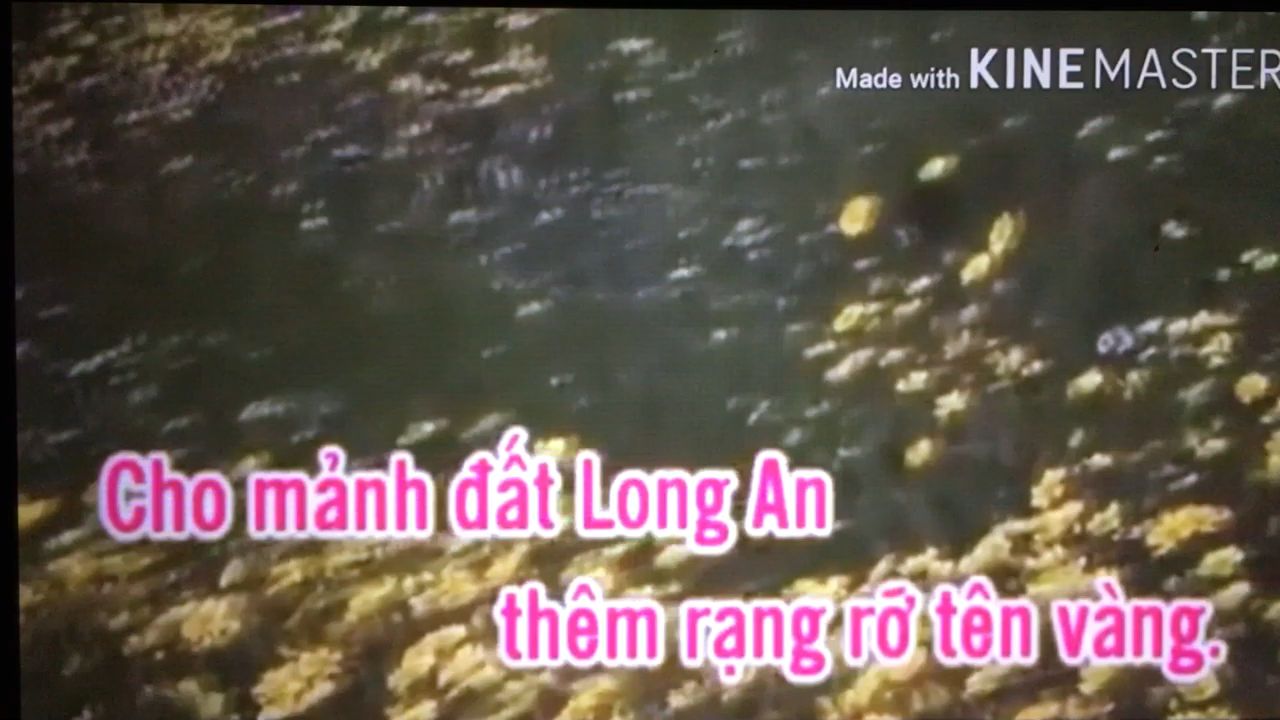 Made with KINEMASTER
Cho mảnh đất Long An
thêm rạng rỡ tên vàng.